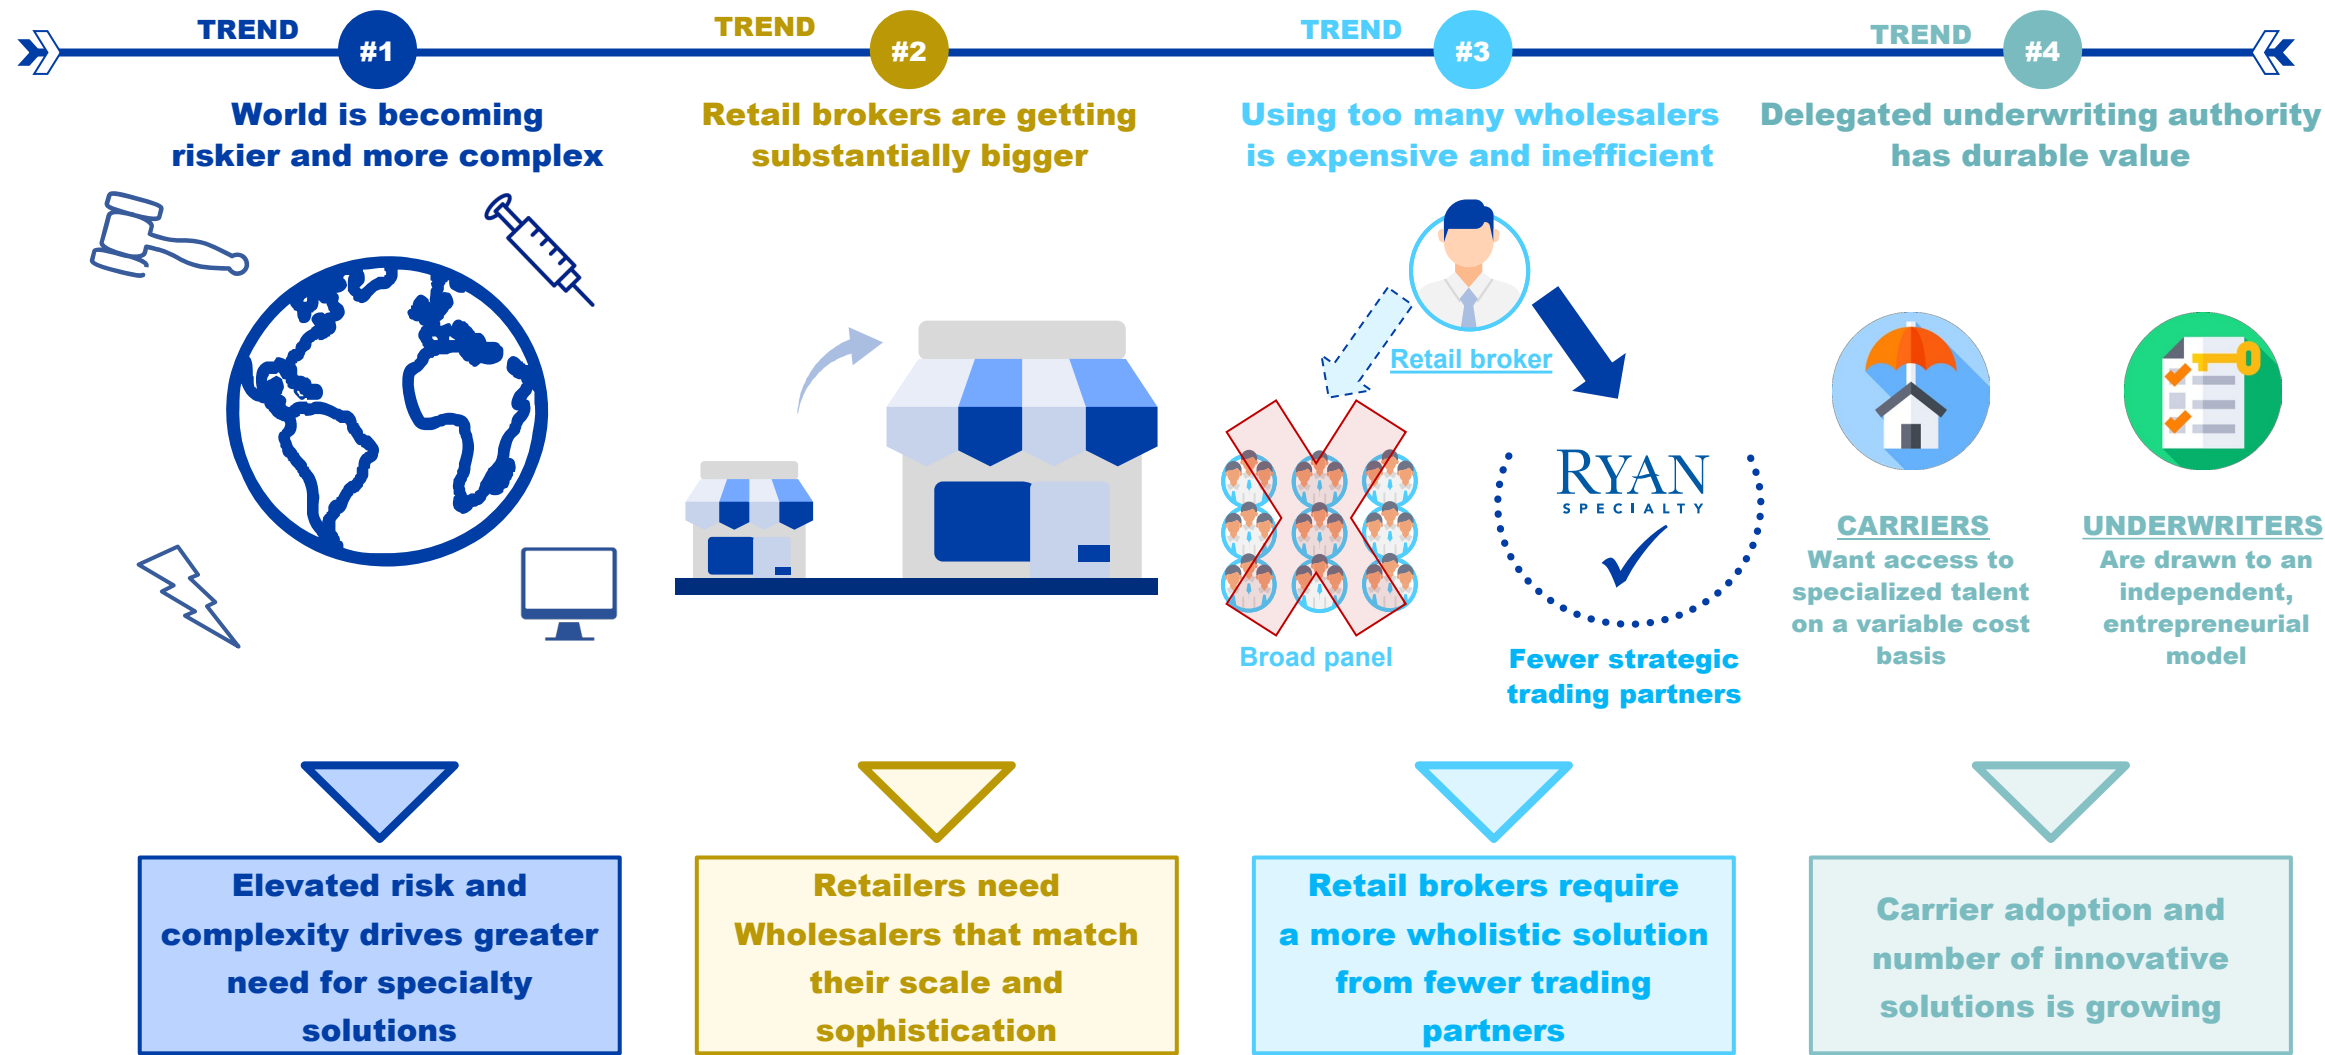 TREND
#1
World is becoming
riskier and more complex
Elevated risk and
complexity drives greater
need for specialty
solutions
TREND
#2
Retail brokers are getting
substantially bigger
Retailers need
Wholesalers that match
their scale and
sophistication
TREND
#3
Using too many wholesalers
is expensive and inefficient
Retail broker
Broad panel
RYAN
SPECIALTY
Fewer strategic
trading partners
Retail brokers require
a more wholistic solution
from fewer trading
partners
TREND
#4
Delegated underwriting authority
has durable value
CARRIERS
Want access to
specialized talent
on a variable cost
basis
UNDERWRITERS
Are drawn to an
independent,
entrepreneurial
model
Carrier adoption and
number of innovative
solutions is growing